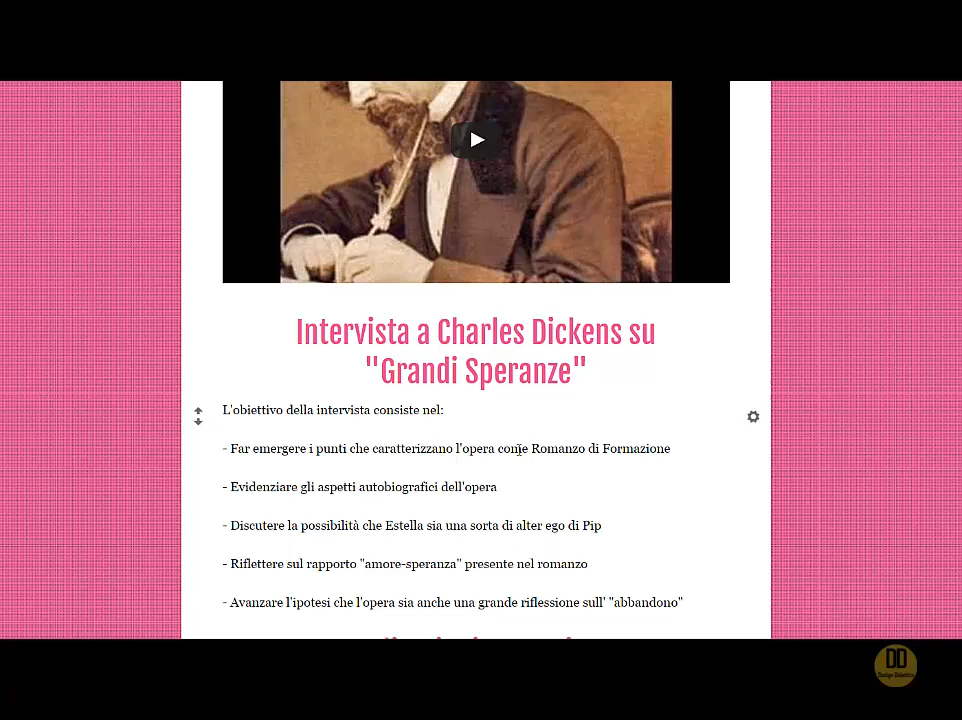 Intervista a Charles Dickens su
"Grandi Speranze"
L'obiettivo della intervista consiste nel:
- Far emergere i punti che caratterizzano l'opera come Romanzo di Formazione
- Evidenziare gli aspetti autobiografici dell'opera
- Discutere la possibilità che Estella sia una sorta di alter ego di Pip
- Riflettere sul rapporto "amore-speranza" presente nel romanzo
- Avanzare l'ipotesi che l'opera sia anche una grande riflessione sull' "abbandono"
DD